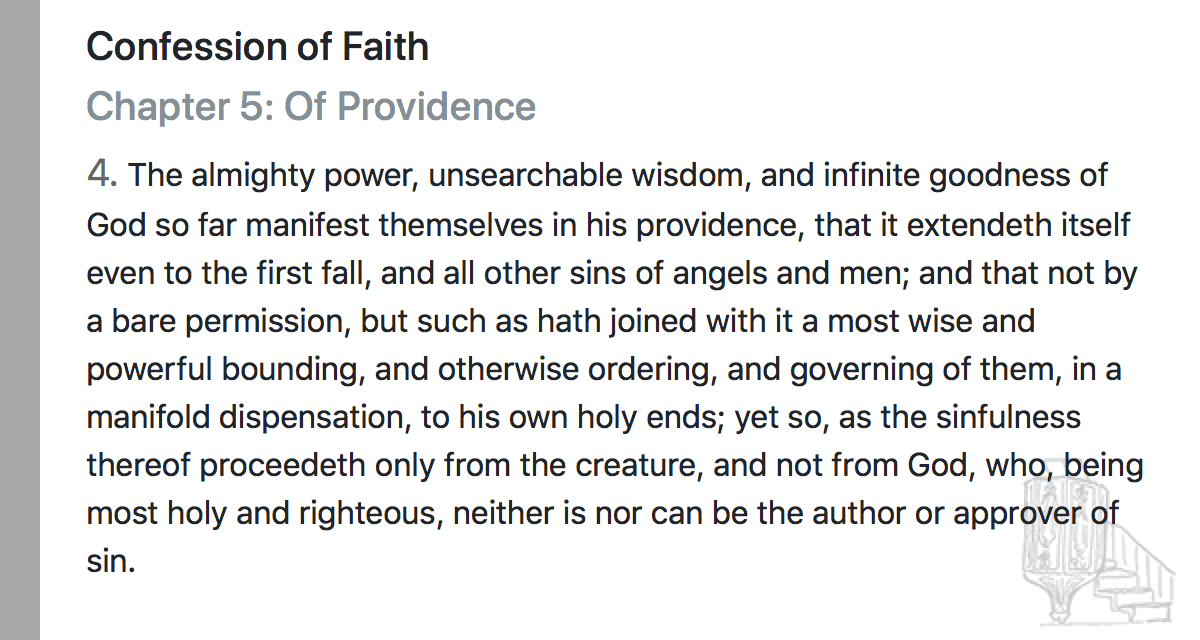 Confession of Faith
Chapter 5: Of Providence
4. The almighty power, unsearchable wisdom, and infinite goodness of
God so far manifest themselves in his providence, that it extendeth itself
even to the first fall, and all other sins of angels and men; and that not by
a bare permission, but such as hath joined with it a most wise and
powerful bounding, and otherwise ordering, and governing of them, in a
manifold dispensation, to his own holy ends; yet so, as the sinfulness
thereof proceedeth only from the creature, and not from God, who, being
most holy and righteous, neither is nor can be the author or approver of
sin.